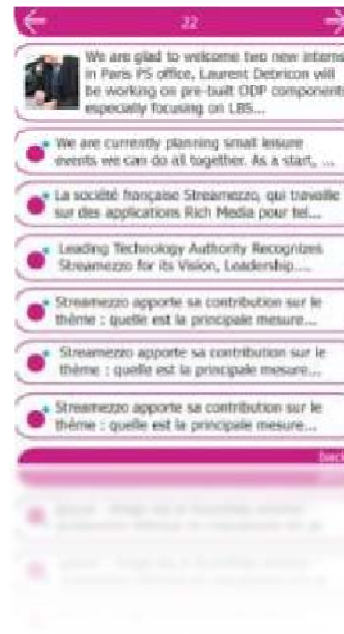 22
We are glad to welcome two new interns
in Paris PS office, Laurent Debricon will
be working on pre-built ODP components
especially focusing on LBS...
We are currently planning small leisure
events we can do all together. As a start, ...
La société française Streamezzo, qui travaille
sur des applications Rich Media pour tel...
Leading Technology Authority Recognizes
Streamezzo for its Vision, Leadership....
Streamezzo apporte sa contribution sur le
thème : quelle est la principale mesure...
Streamezzo apporte sa contribution sur le
thème : quelle est la principale mesure...
Streamezzo apporte sa contribution sur le
thème : quelle est la principale mesure...
back